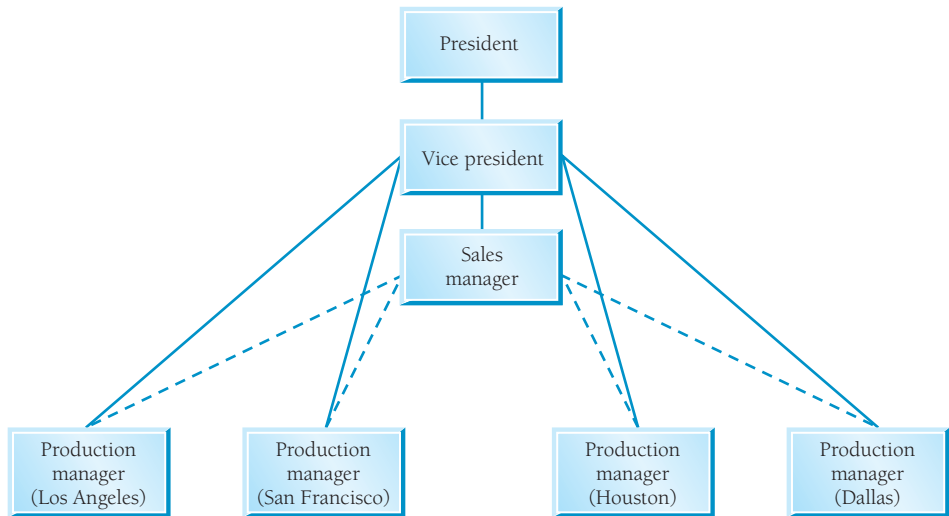 President
Vice president
Sales
manager
Production
manager
(Los Angeles)
Production
manager
(San Francisco)
Production
manager
(Houston)
Production
manager
(Dallas)